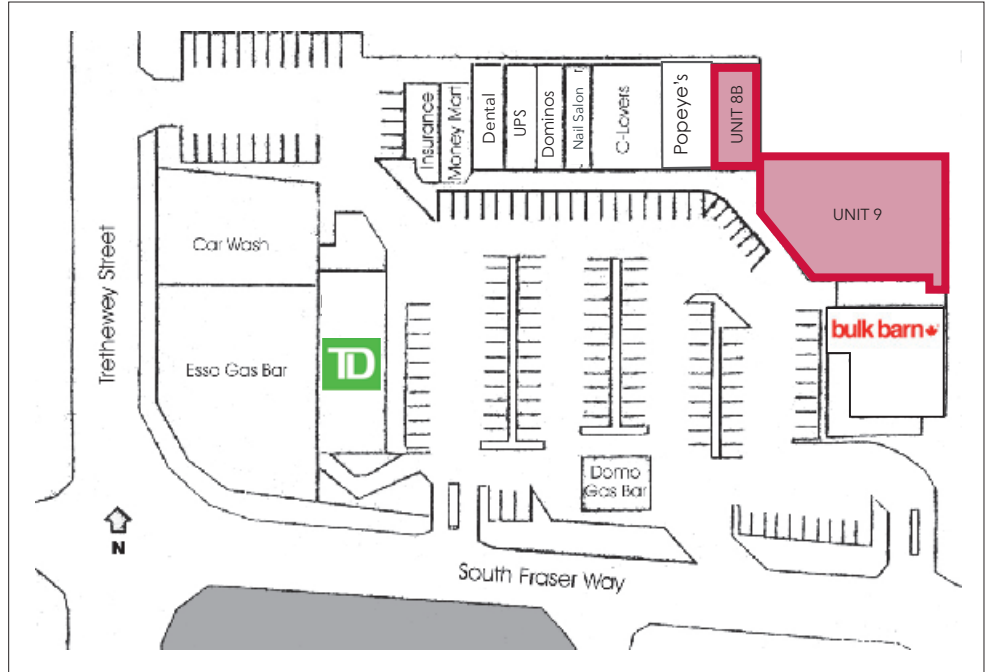 Insurance
Money Mart
Dental
UPS
Dominos
Nail Salon
C-Lovers
Popeye's
UNIT 8B
UNIT 9
Car Wash
Trethewey Street
Esso Gas Bar
TD
bulk barn
Domo
Gas Bar
N
South Fraser Way